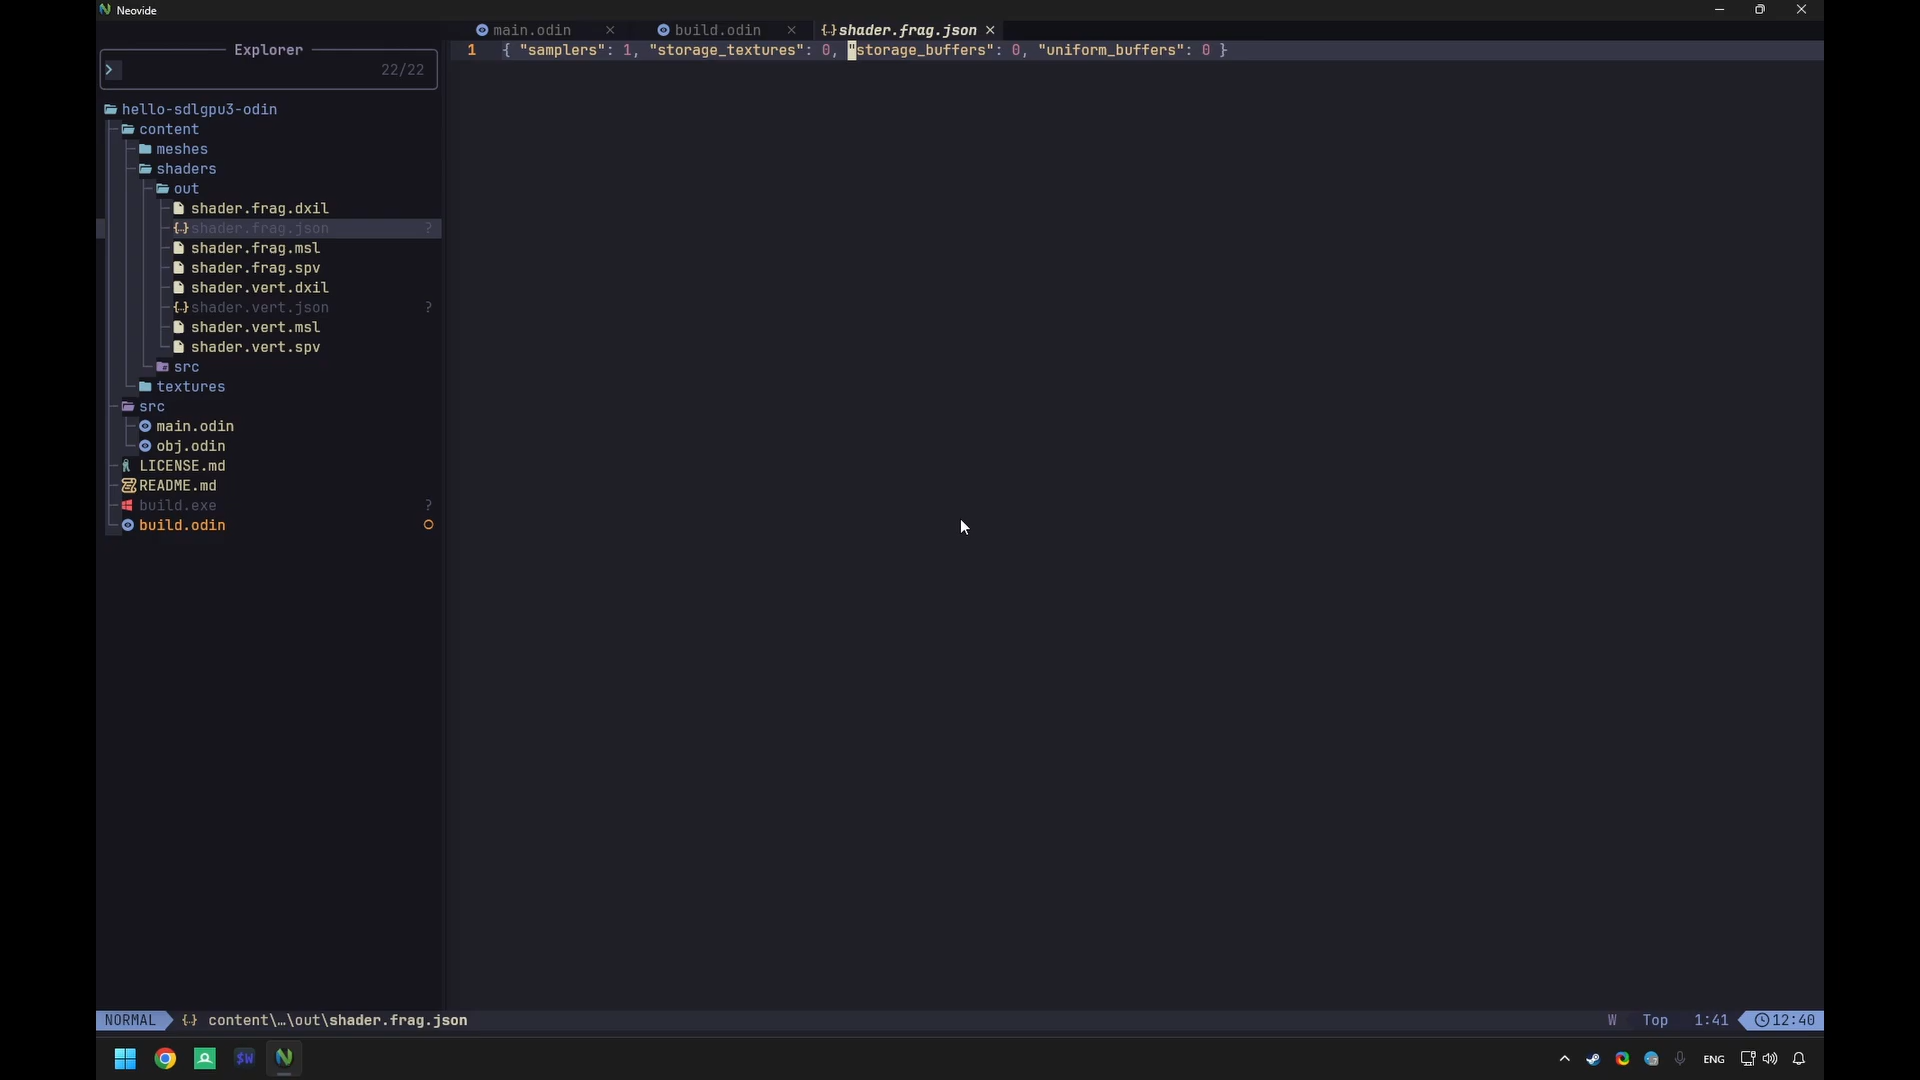 Neovide
Explorer
22/22
hello-sdlgpu3-odin
content
meshes
shaders
out
shader.frag.dxil
shader.frag.json ?
shader.frag.msl
shader.frag.spv
shader.vert.dxil
shader.vert.json ?
shader.vert.msl
shader.vert.spv
src
textures
src
main.odin
obj.odin
LICENSE.md
README.md
build.exe ?
build.odin
main.odin build.odin {..}shader.frag.json
1 { "samplers": 1, "storage_textures": 0, "storage_buffers": 0, "uniform_buffers": 0 }
NORMAL {..} content\…\out\shader.frag.json W Top 1:41 12:40
$W ENG